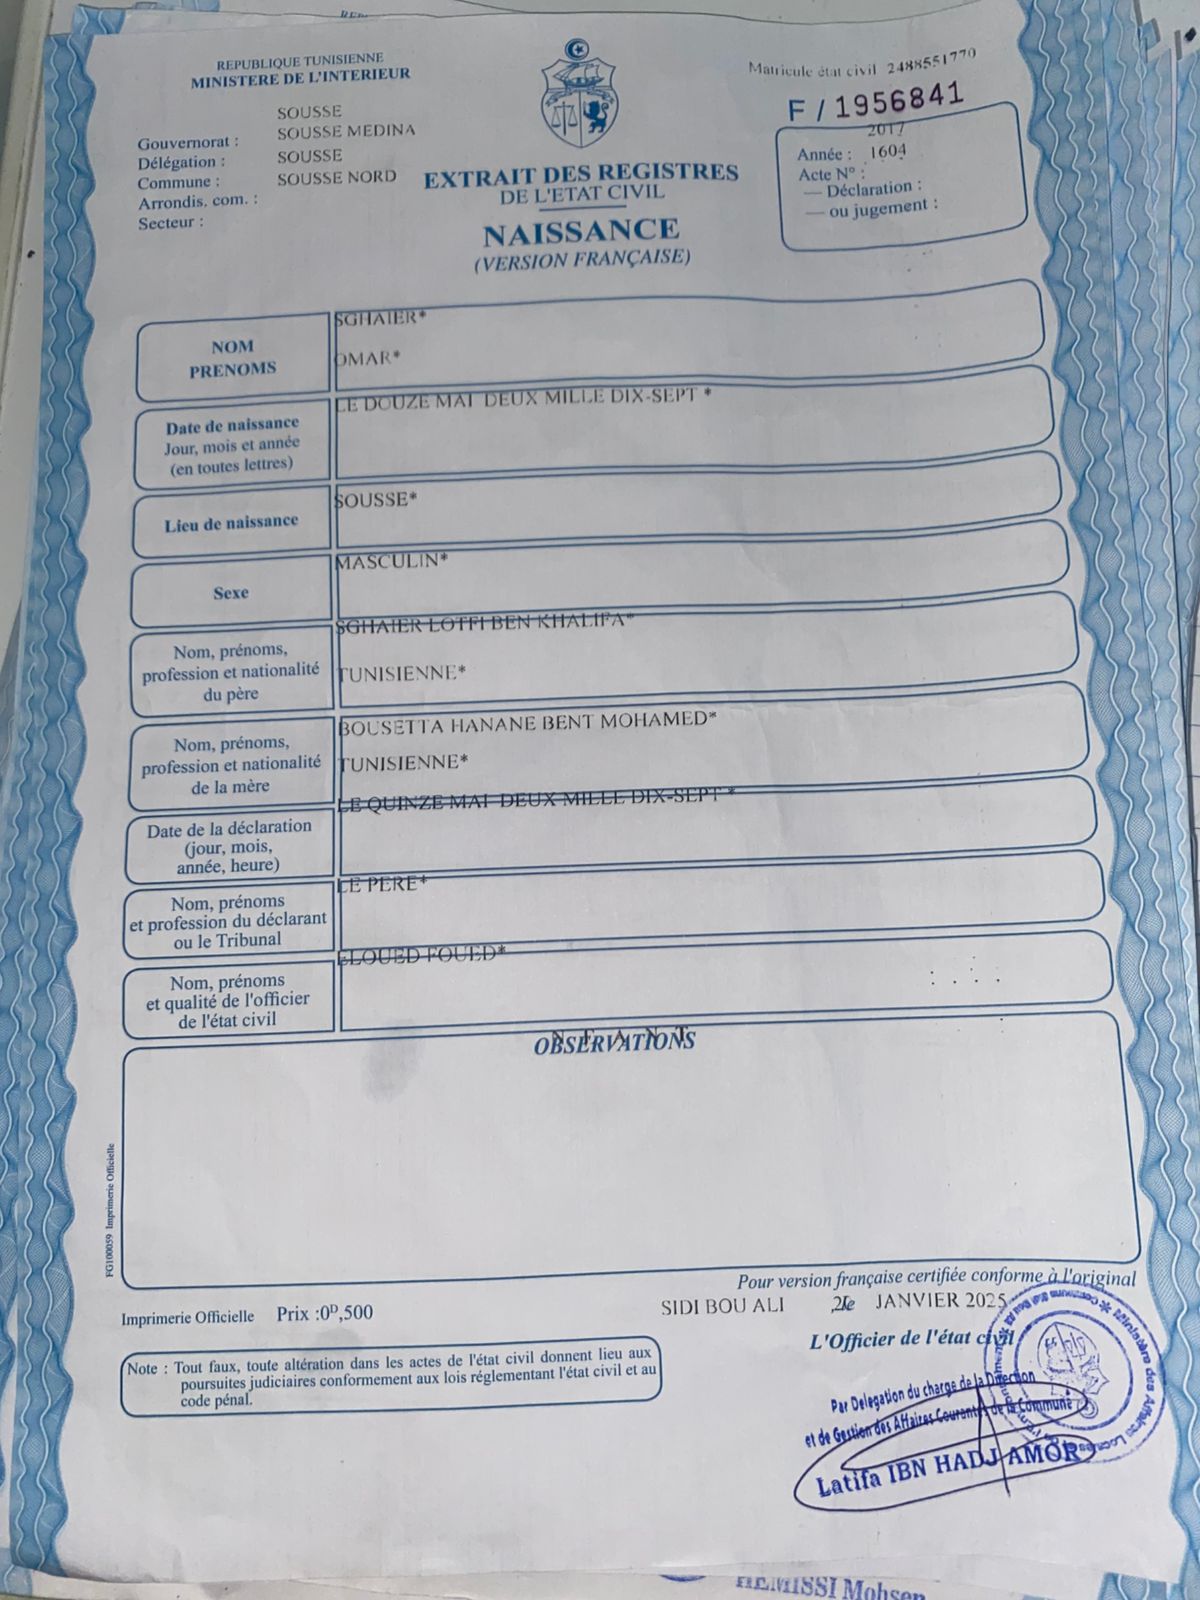 REPUBLIQUE TUNISIENNE
MINISTERE DE L'INTERIEUR
Gouvernorat : SOUSSE
Délégation : SOUSSE MEDINA
Commune : SOUSSE
Arrondis. com. : SOUSSE NORD
Secteur :
Matricule état civil 2488551770
F / 1956841
2017
Année : 1604
Acte N° :
— Déclaration :
— ou jugement :
EXTRAIT DES REGISTRES
DE L'ETAT CIVIL
NAISSANCE
(VERSION FRANÇAISE)
NOM
PRENOMS
SGHAIER*
OMAR*
Date de naissance
Jour, mois et année
(en toutes lettres)
LE DOUZE MAI DEUX MILLE DIX-SEPT *
Lieu de naissance
SOUSSE*
Sexe
MASCULIN*
Nom, prénoms,
profession et nationalité
du père
SGHAIER LOTFI BEN KHALIFA*
TUNISIENNE*
Nom, prénoms,
profession et nationalité
de la mère
BOUSETTA HANANE BENT MOHAMED*
TUNISIENNE*
Date de la déclaration
(jour, mois,
année, heure)
LE QUINZE MAI DEUX MILLE DIX-SEPT *
Nom, prénoms
et profession du déclarant
ou le Tribunal
LE PERE*
Nom, prénoms
et qualité de l'officier
de l'état civil
ELOUED FOUED*
N E A N T
OBSERVATIONS
FG100059 Imprimerie Officielle
Pour version française certifiée conforme à l'original
SIDI BOU ALI le JANVIER 2025
Imprimerie Officielle Prix :0D,500
L'Officier de l'état civil
Note : Tout faux, toute altération dans les actes de l'état civil donnent lieu aux
poursuites judiciaires conformement aux lois réglementant l'état civil et au
code pénal.
Par Delegation du charge de la Direction
et de Gestion des Affaires Courantes de la Commune
Latifa IBN HADJ AMOR
HEMISSI Mohsen